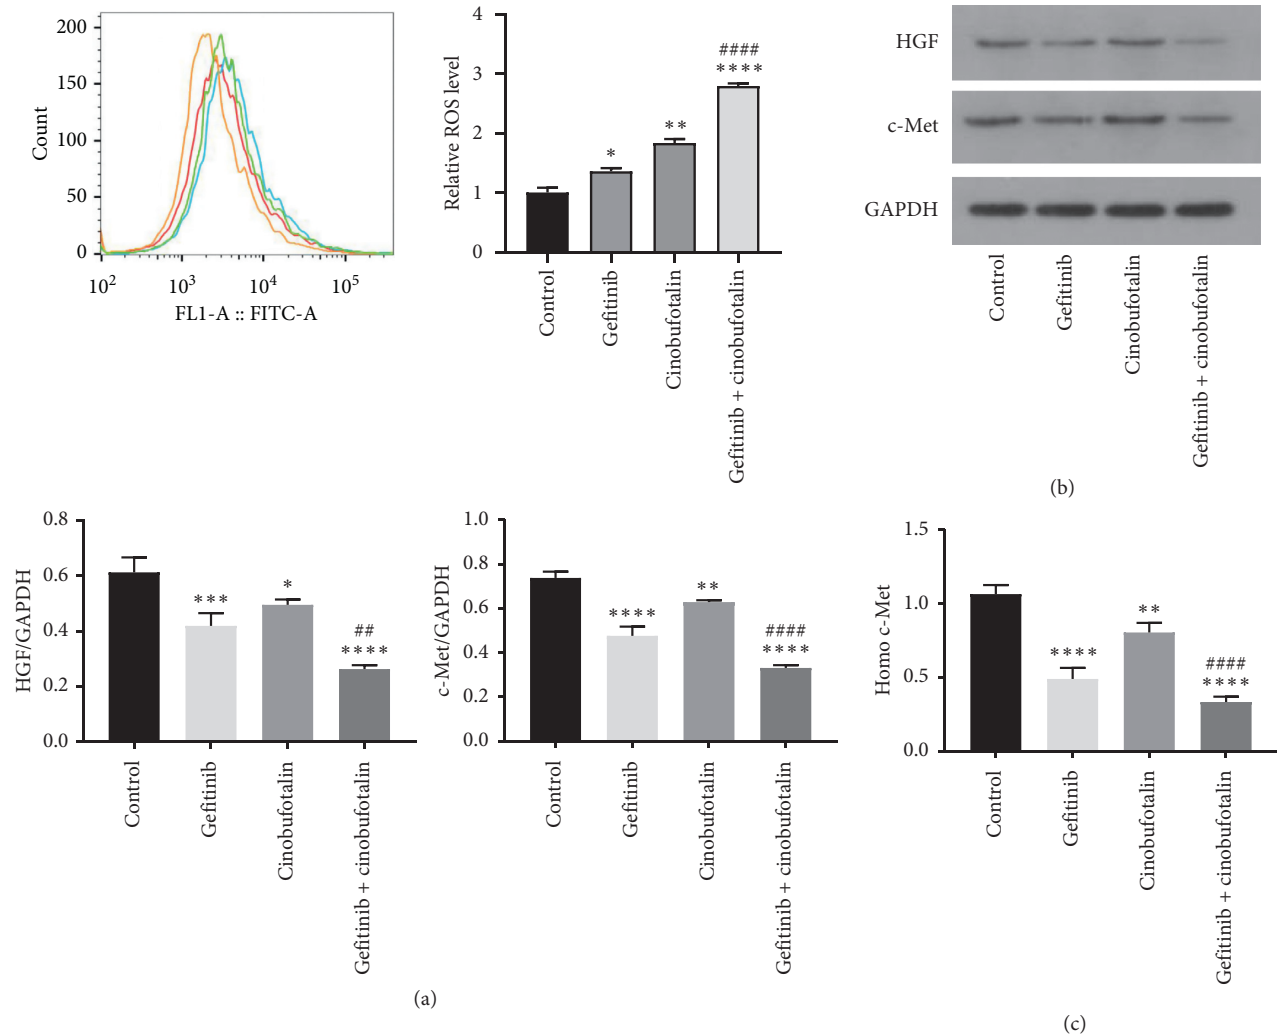 200
150
100
50
0
Count
10²
10³
10⁴
10⁵
FL1-A :: FITC-A
4
3
2
1
0
Relative ROS level
*
**
####
****
Control
Gefitinib
Cinobufotalin
Gefitinib + cinobufotalin
HGF
c-Met
GAPDH
Control
Gefitinib
Cinobufotalin
Gefitinib + cinobufotalin
(b)
0.8
0.6
0.4
0.2
0.0
HGF/GAPDH
***
*
##
****
Control
Gefitinib
Cinobufotalin
Gefitinib + cinobufotalin
1.0
0.8
0.6
0.4
0.2
0.0
c-Met/GAPDH
****
**
####
****
Control
Gefitinib
Cinobufotalin
Gefitinib + cinobufotalin
(a)
1.5
1.0
0.5
0.0
Homo c-Met
****
**
####
****
Control
Gefitinib
Cinobufotalin
Gefitinib + cinobufotalin
(c)